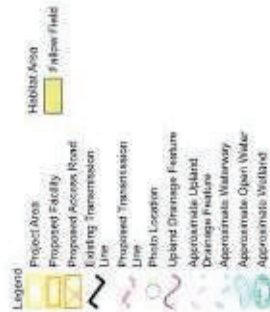 Legend
Project Area
Proposed Facility
Proposed Access Road
Existing Transmission
Line
Proposed Transmission
Line
Photo Location
Upland Drainage Feature
Approximate Upland
Drainage Feature
Approximate Waterway
Approximate Open Water
Approximate Wetland
Habitat Area
Fallow Field